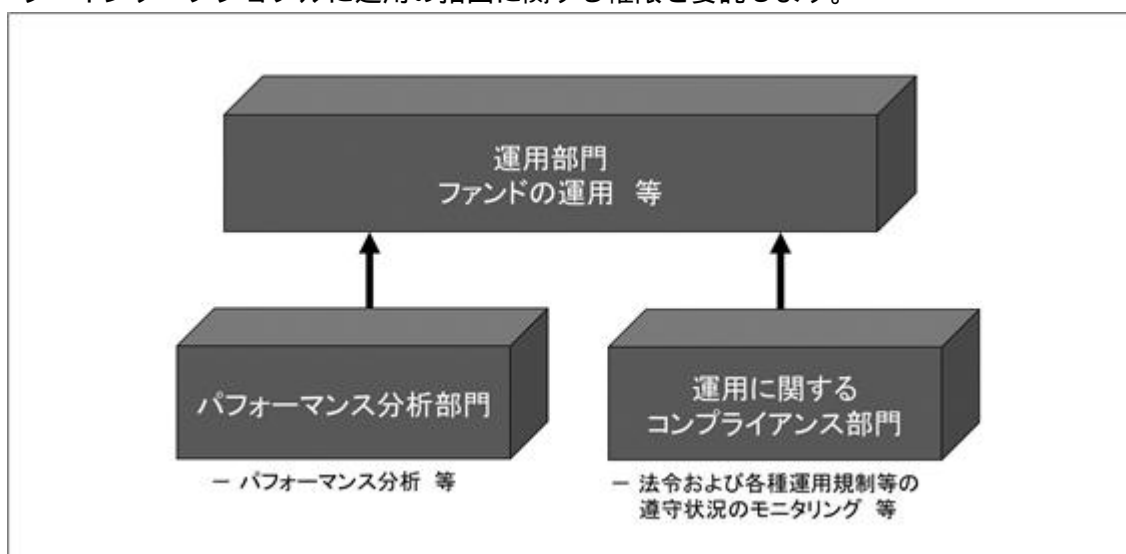 運用部門
ファンドの運用 等
パフォーマンス分析部門
- パフォーマンス分析 等
運用に関する
コンプライアンス部門
- 法令および各種運用規制等の
遵守状況のモニタリング 等